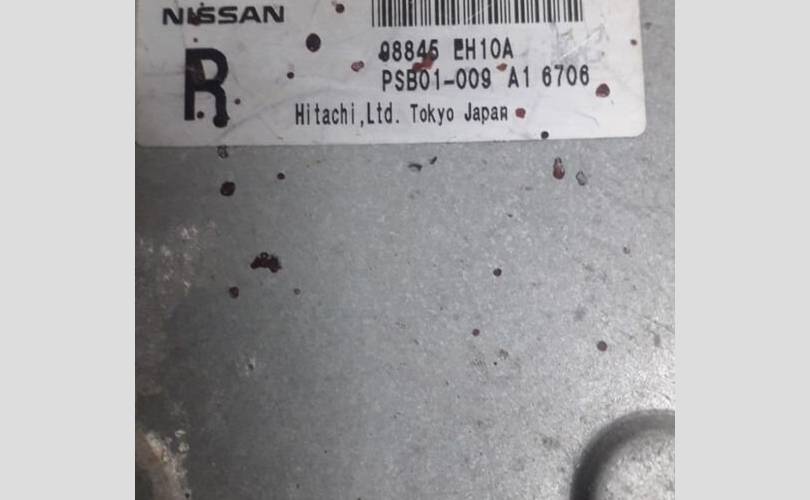 NISSAN
R
98845 EH10A
PSB01-009 A1 6706
Hitachi,Ltd. Tokyo Japan